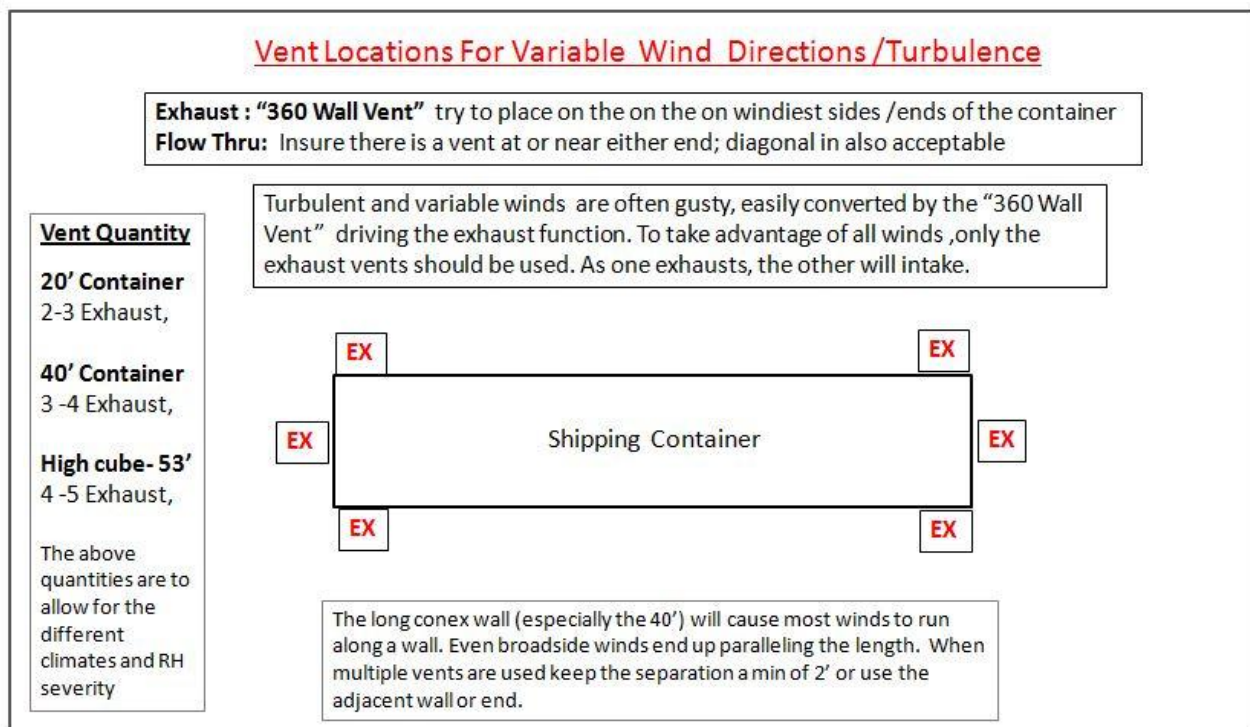 Vent Locations For Variable Wind Directions /Turbulence
Exhaust : “360 Wall Vent” try to place on the on the on windiest sides /ends of the container
Flow Thru: Insure there is a vent at or near either end; diagonal in also acceptable
Turbulent and variable winds are often gusty, easily converted by the “360 Wall
Vent” driving the exhaust function. To take advantage of all winds ,only the
exhaust vents should be used. As one exhausts, the other will intake.
Vent Quantity
20’ Container
2-3 Exhaust,
40’ Container
3 -4 Exhaust,
High cube- 53’
4 -5 Exhaust,
The above
quantities are to
allow for the
different
climates and RH
severity
EX
EX
EX
Shipping Container
EX
EX
EX
The long conex wall (especially the 40’) will cause most winds to run
along a wall. Even broadside winds end up paralleling the length. When
multiple vents are used keep the separation a min of 2’ or use the
adjacent wall or end.